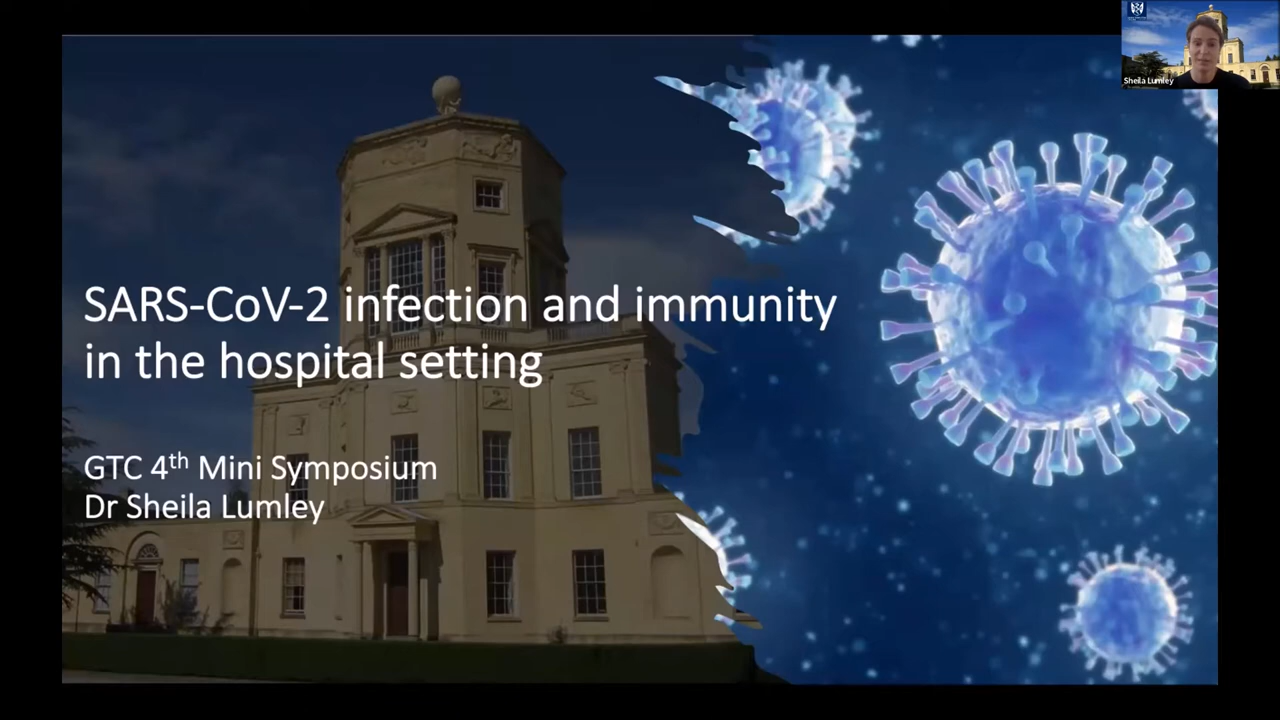 Sheila Lumley
SARS-CoV-2 infection and immunity
in the hospital setting
GTC 4th Mini Symposium
Dr Sheila Lumley